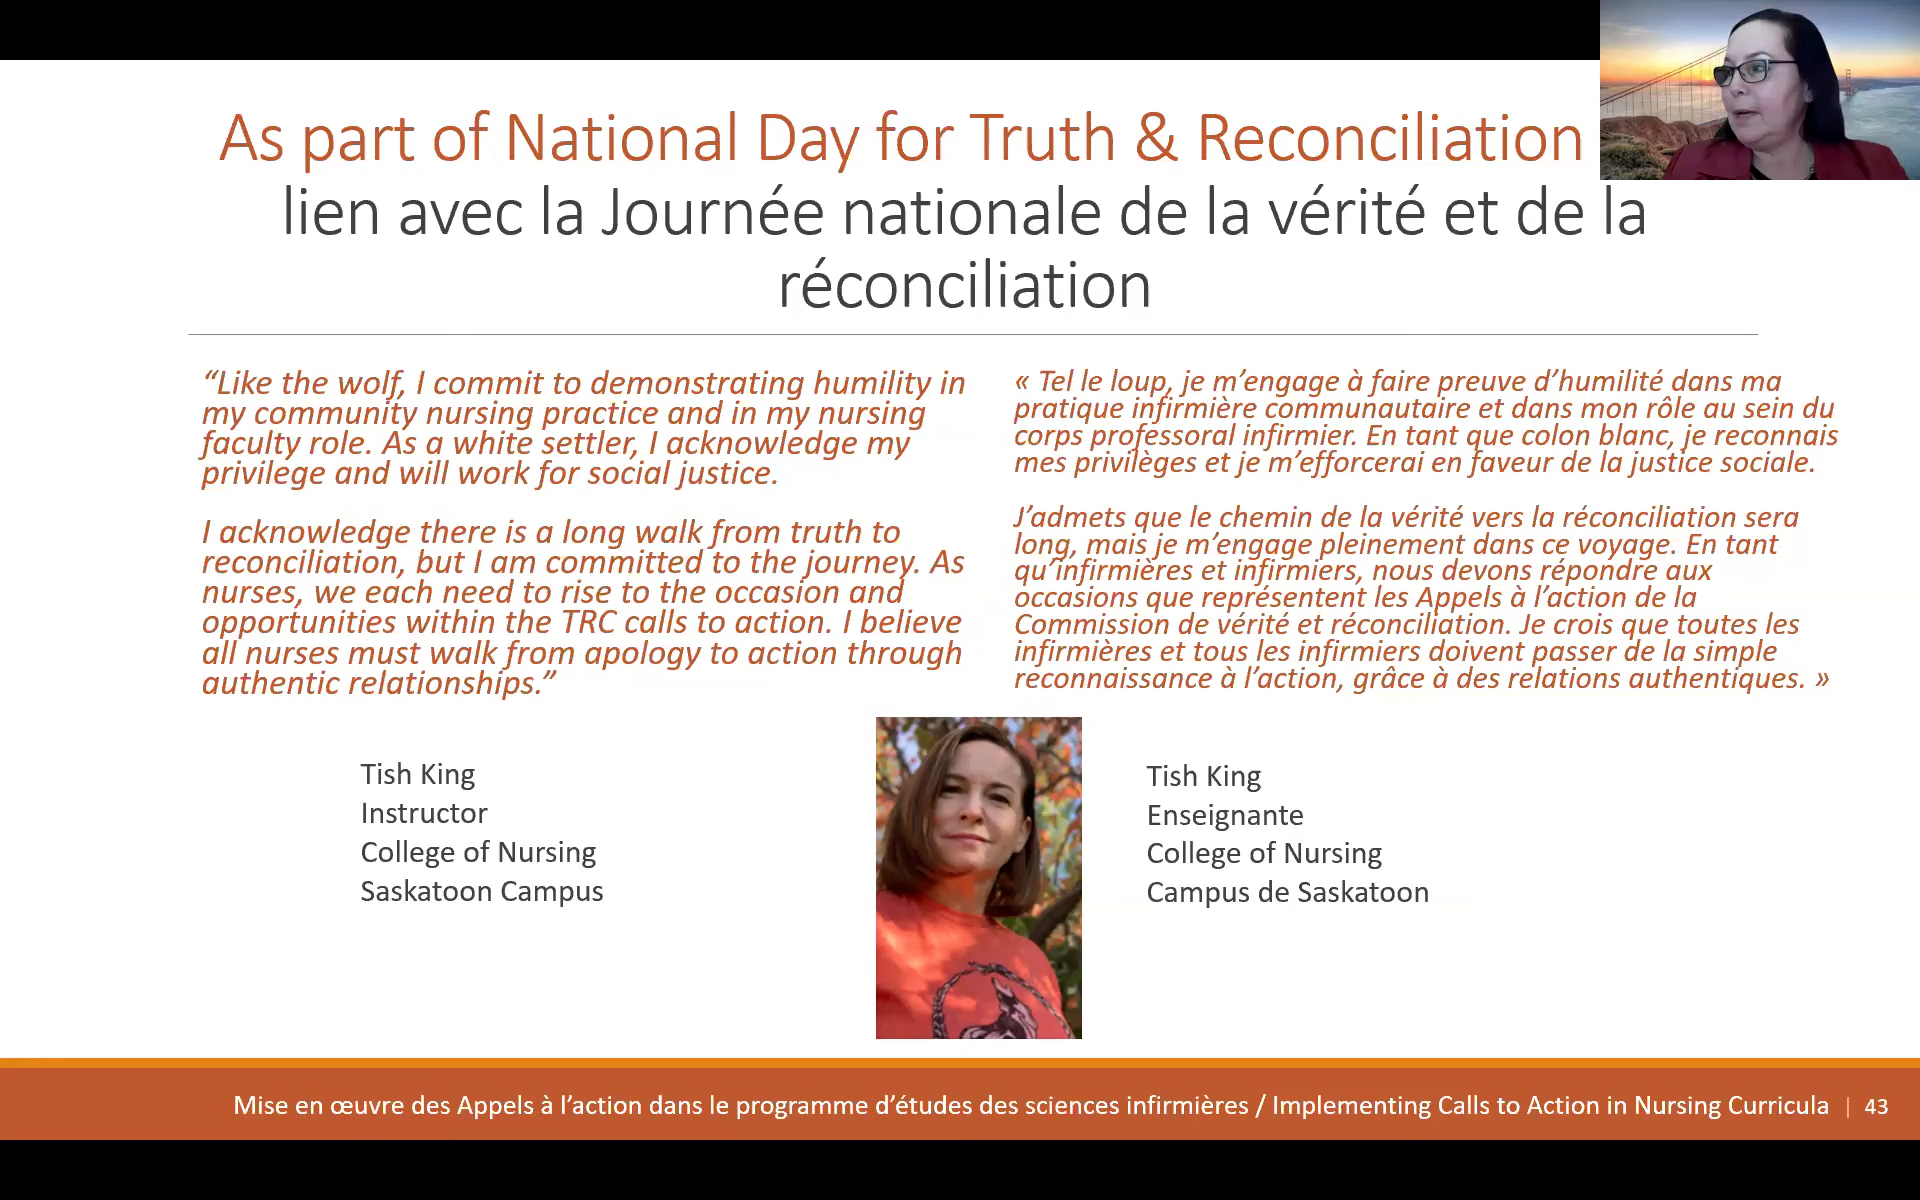 As part of National Day for Truth & Reconciliation
lien avec la Journée nationale de la vérité et de la
réconciliation
“Like the wolf, I commit to demonstrating humility in
my community nursing practice and in my nursing
faculty role. As a white settler, I acknowledge my
privilege and will work for social justice.
I acknowledge there is a long walk from truth to
reconciliation, but I am committed to the journey. As
nurses, we each need to rise to the occasion and
opportunities within the TRC calls to action. I believe
all nurses must walk from apology to action through
authentic relationships.”
« Tel le loup, je m’engage à faire preuve d’humilité dans ma
pratique infirmière communautaire et dans mon rôle au sein du
corps professoral infirmier. En tant que colon blanc, je reconnais
mes privilèges et je m’efforcerai en faveur de la justice sociale.
J’admets que le chemin de la vérité vers la réconciliation sera
long, mais je m’engage pleinement dans ce voyage. En tant
qu’infirmières et infirmiers, nous devons répondre aux
occasions que représentent les Appels à l’action de la
Commission de vérité et réconciliation. Je crois que toutes les
infirmières et tous les infirmiers doivent passer de la simple
reconnaissance à l’action, grâce à des relations authentiques. »
Tish King
Instructor
College of Nursing
Saskatoon Campus
Tish King
Enseignante
College of Nursing
Campus de Saskatoon
Mise en œuvre des Appels à l’action dans le programme d’études des sciences infirmières / Implementing Calls to Action in Nursing Curricula | 43